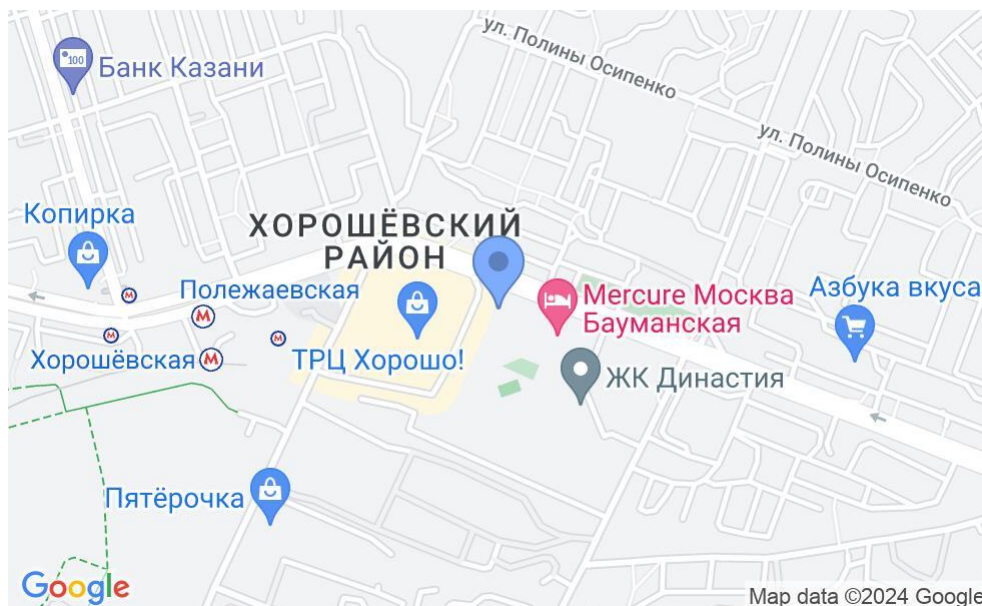 ул. Полины Осипенко
100
Банк Казани
ул. Полины Осипенко
Копирка
ХОРОШЁВСКИЙ
РАЙОН
М
Полежаевская
М
Mercure Москва
Бауманская
Азбука вкуса
М
Хорошёвская
М
М
ТРЦ Хорошо!
ЖК Династия
Пятёрочка
Google
Map data ©2024 Google